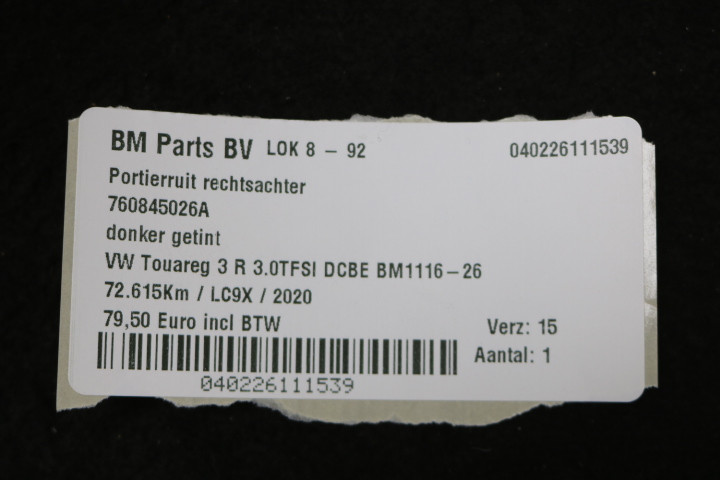 BM Parts BV LOK 8 - 92 040226111539
Portierruit rechtsachter
760845026A
donker getint
VW Touareg 3 R 3.0TFSI DCBE BM1116-26
72.615Km / LC9X / 2020
79,50 Euro incl BTW Verz: 15
Aantal: 1
040226111539